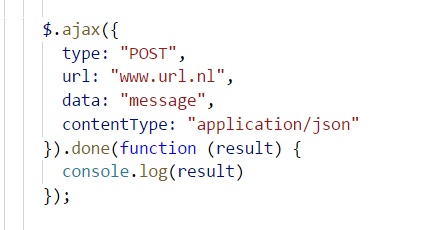 $.ajax({
type: "POST",
url: "www.url.nl",
data: "message",
contentType: "application/json"
}).done(function (result) {
console.log(result)
});